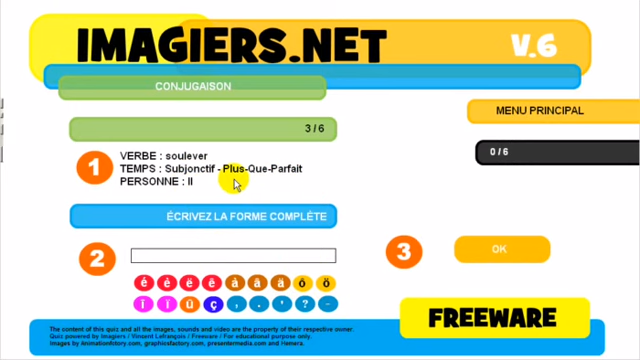 IMAGIERS.NET
V.6
CONJUGAISON
MENU PRINCIPAL
3 / 6
0 / 6
1
VERBE : soulever
TEMPS : Subjonctif - Plus-Que-Parfait
PERSONNE : II
ÉCRIVEZ LA FORME COMPLÈTE
2
3
OK
ç , . ' ? -
FREEWARE
The content of this quiz and all the images, sounds and video are the property of their respective owner.
Quiz powered by Imagiers / Vincent Lefrançois / Freeware / For educational purpose only.
Images by Animationfactory.com, graphicsfactory.com, presentermedia.com and